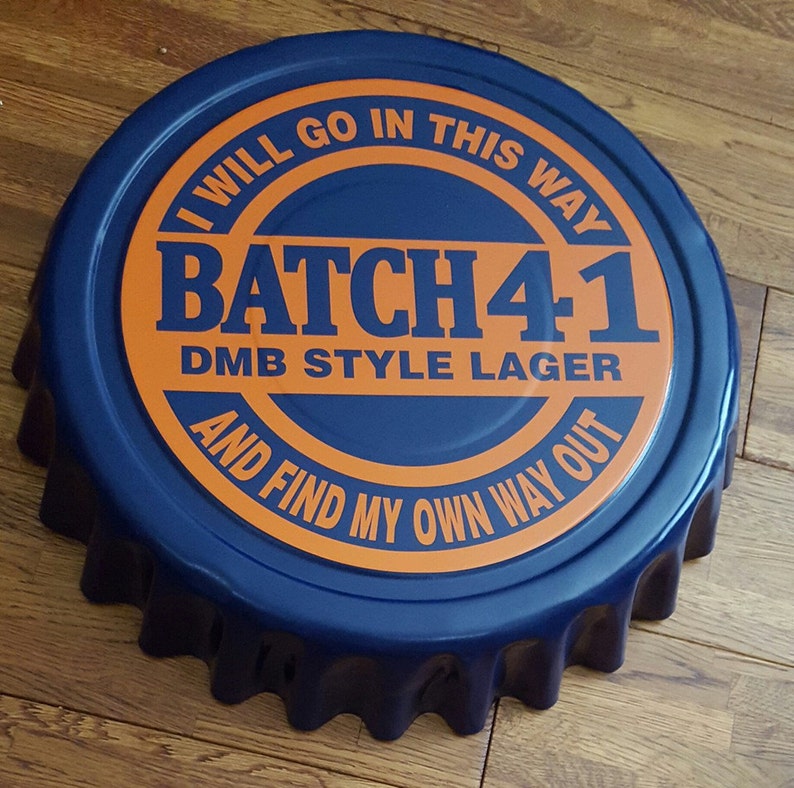 I WILL GO IN THIS WAY
BATCH 41
DMB STYLE LAGER
AND FIND MY OWN WAY OUT